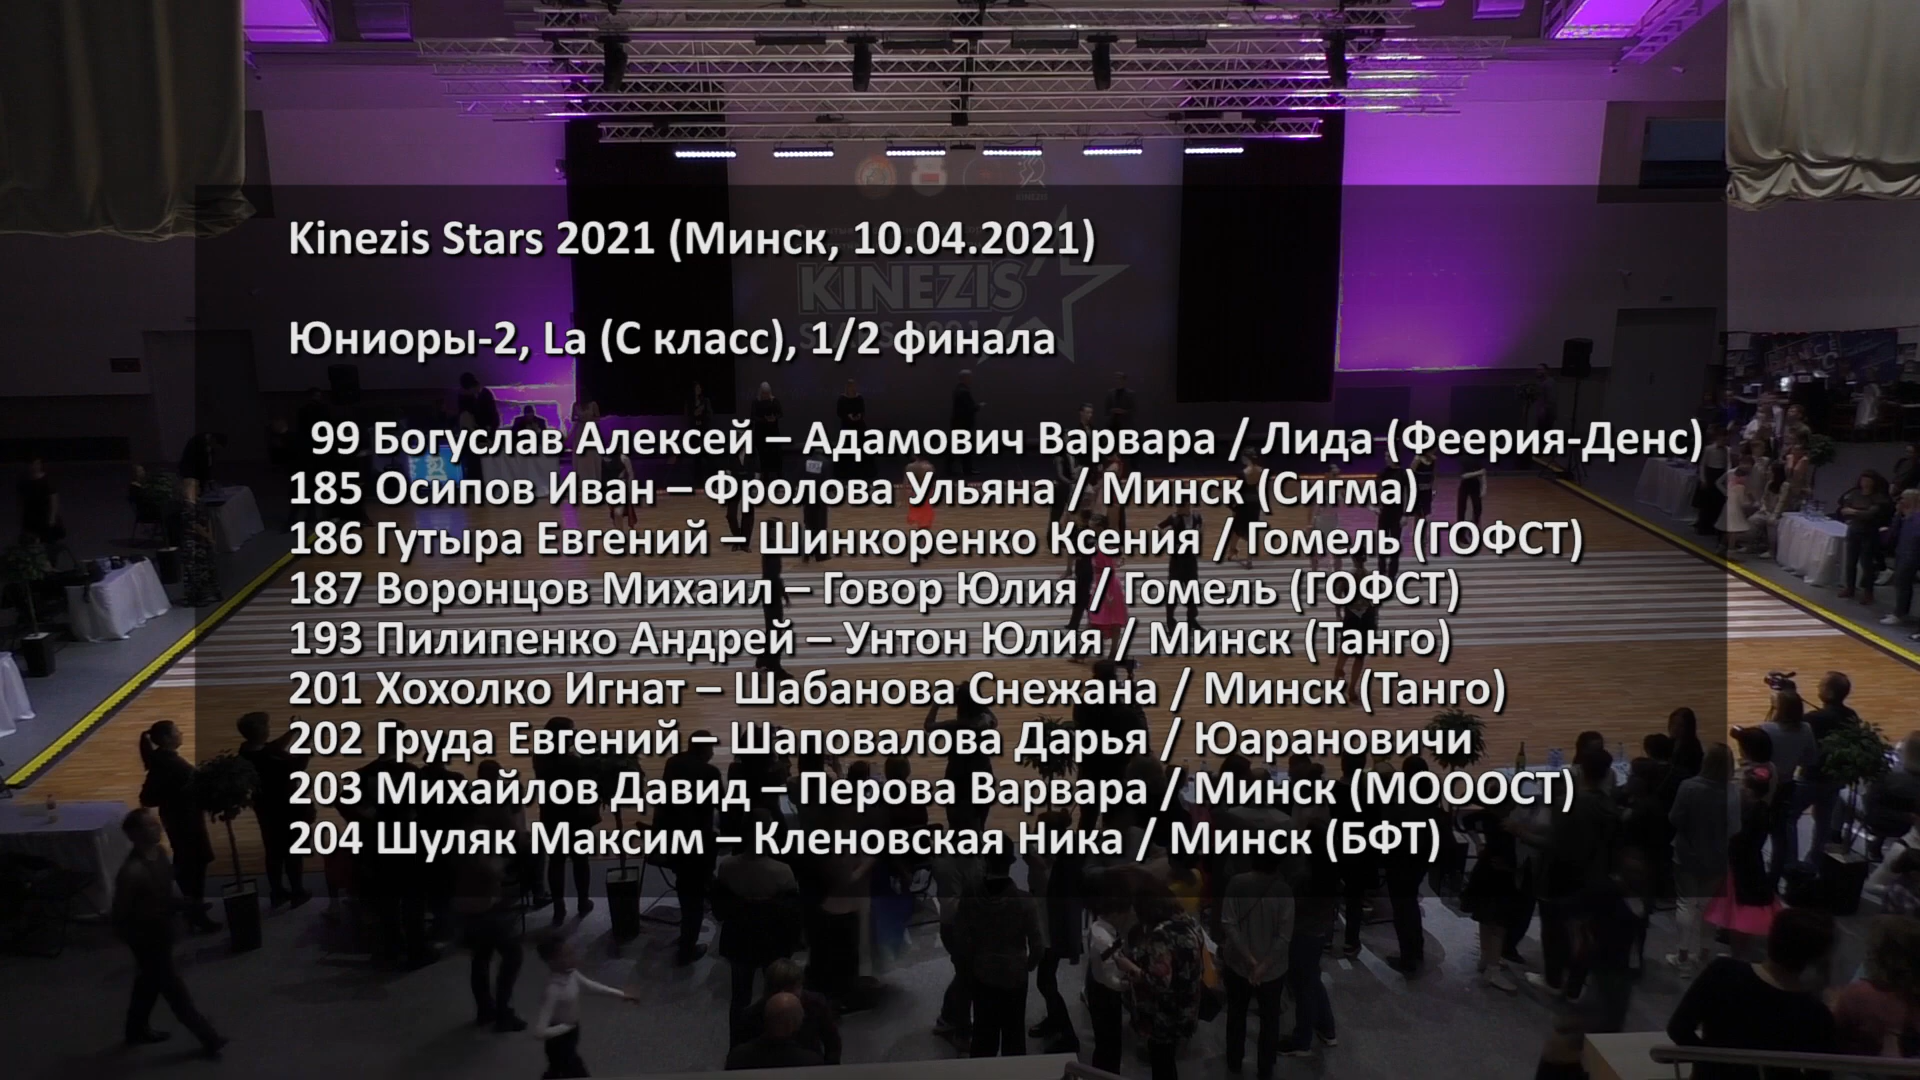 Kinezis Stars 2021 (Минск, 10.04.2021)
Юниоры-2, La (C класс), 1/2 финала
99 Богуслав Алексей – Адамович Варвара / Лида (Феерия-Денс)
185 Осипов Иван – Фролова Ульяна / Минск (Сигма)
186 Гутыра Евгений – Шинкоренко Ксения / Гомель (ГОФСТ)
187 Воронцов Михаил – Говор Юлия / Гомель (ГОФСТ)
193 Пилипенко Андрей – Унтон Юлия / Минск (Танго)
201 Хохолко Игнат – Шабанова Снежана / Минск (Танго)
202 Груда Евгений – Шаповалова Дарья / Юарановичи
203 Михайлов Давид – Перова Варвара / Минск (МОООСТ)
204 Шуляк Максим – Кленовская Ника / Минск (БФТ)
KINEZIS